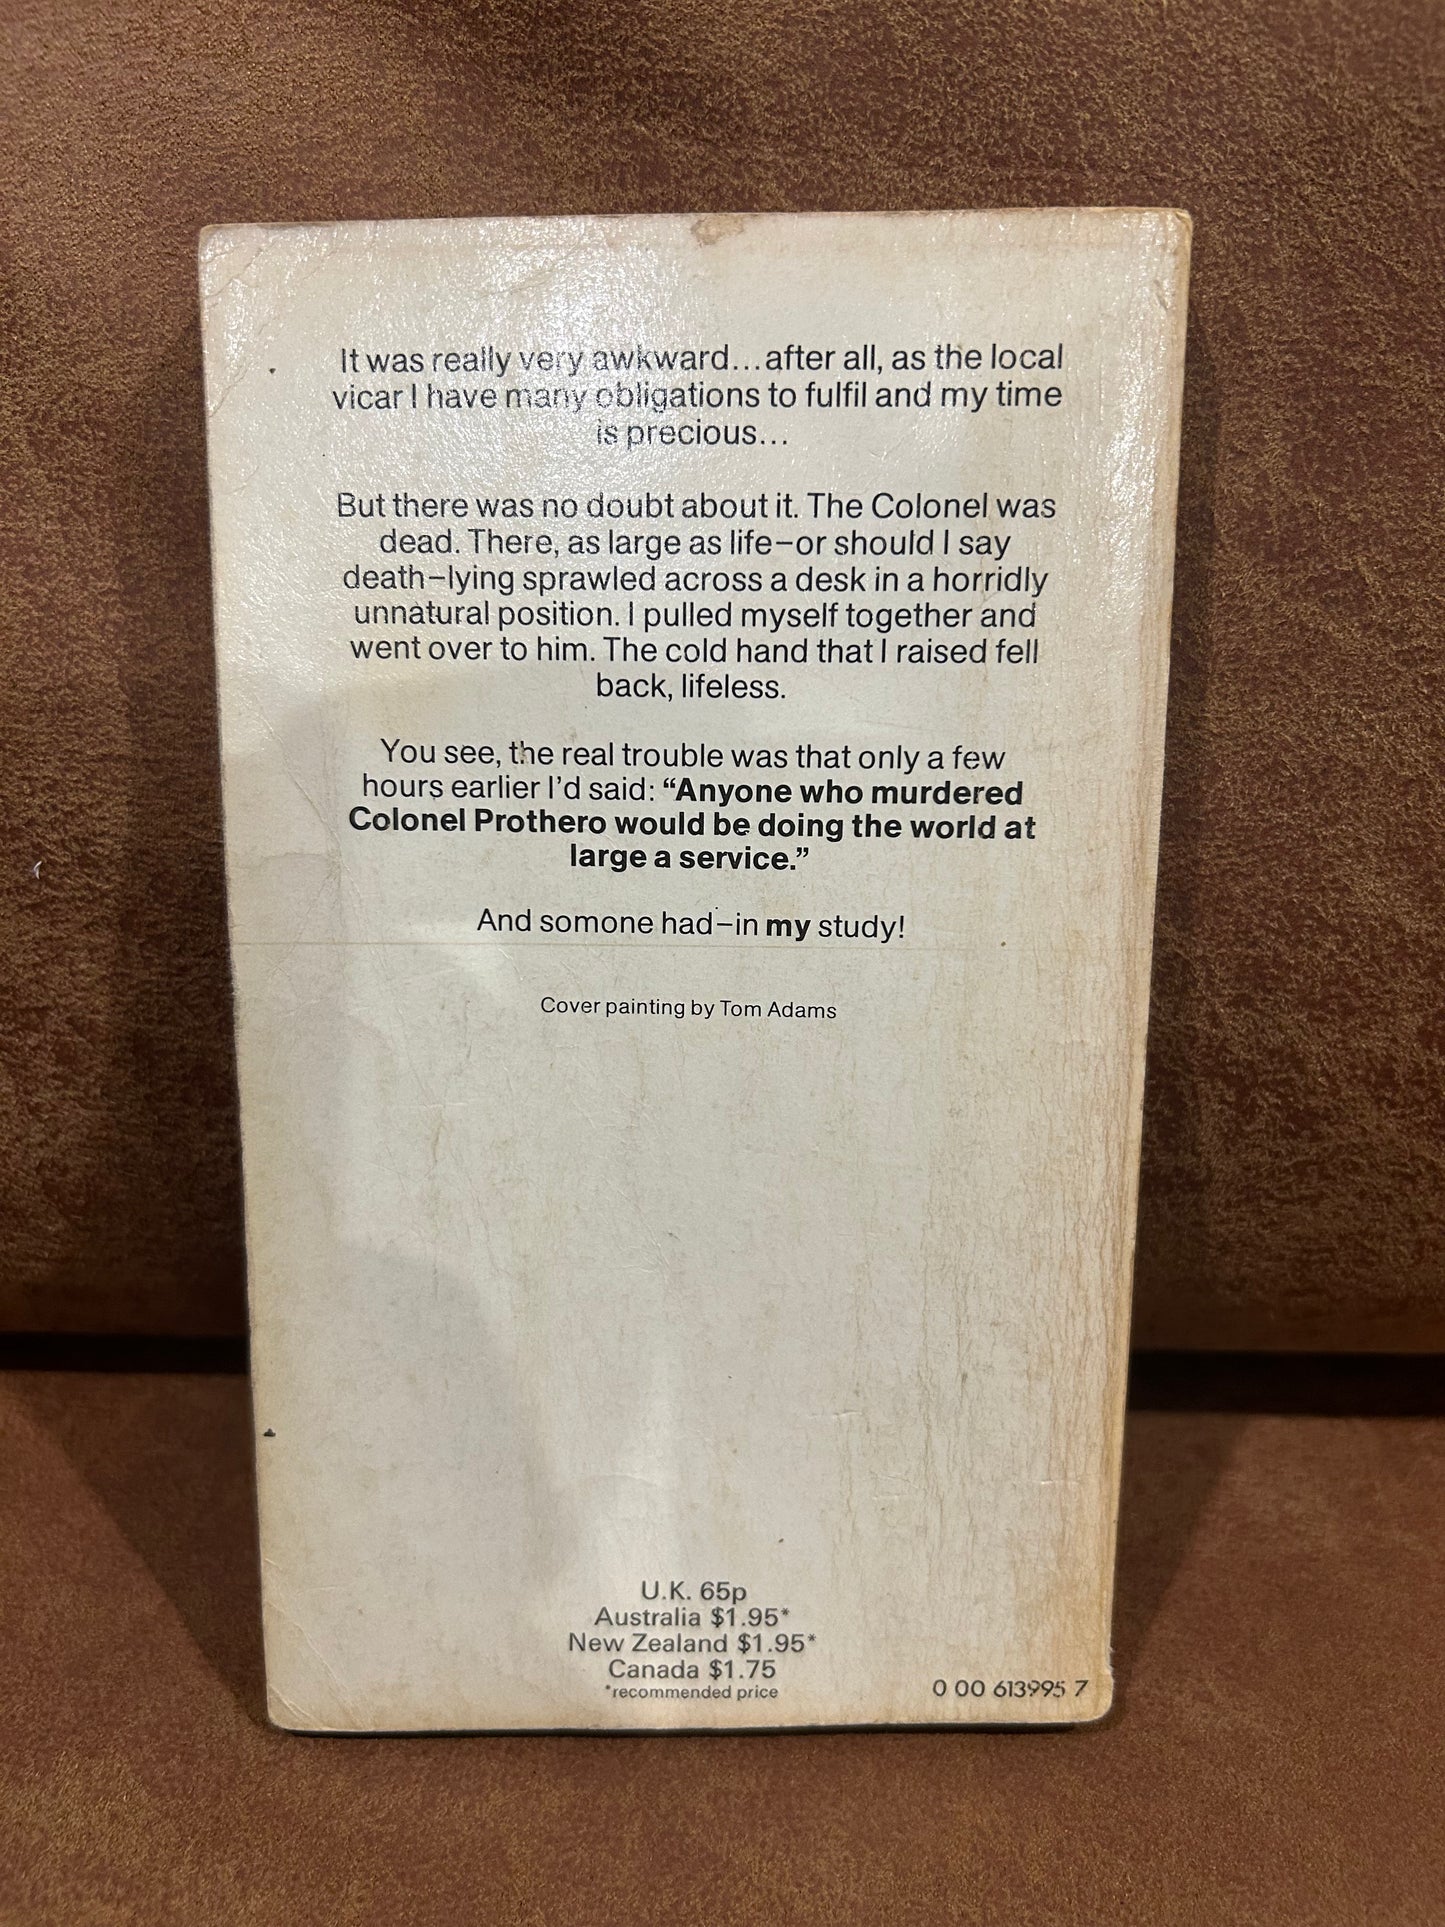 It was really very awkward...after all, as the local
vicar I have many obligations to fulfil and my time
is precious...
But there was no doubt about it. The Colonel was
dead. There, as large as life–or should I say
death–lying sprawled across a desk in a horridly
unnatural position. I pulled myself together and
went over to him. The cold hand that I raised fell
back, lifeless.
You see, the real trouble was that only a few
hours earlier I'd said: “Anyone who murdered
Colonel Prothero would be doing the world at
large a service.”
And somone had–in my study!
Cover painting by Tom Adams
U.K. 65p
Australia $1.95*
New Zealand $1.95*
Canada $1.75
*recommended price
0 00 613995 7